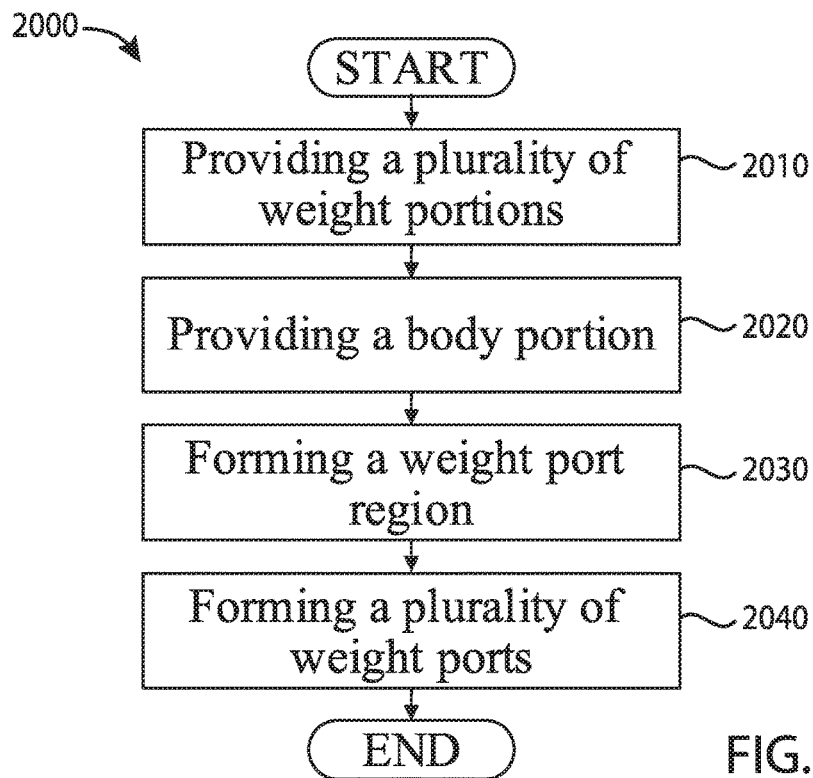 2000
START
Providing a plurality of
weight portions
2010
Providing a body portion
2020
Forming a weight port
region
2030
Forming a plurality of
weight ports
2040
END
FIG.